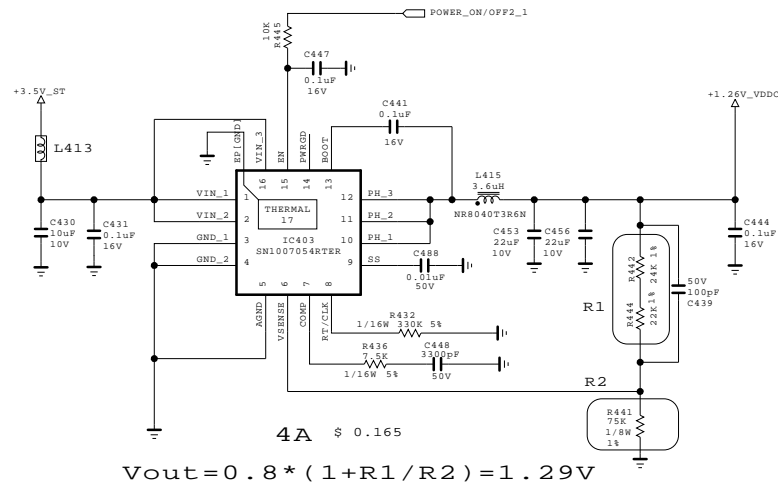 POWER_ON/OFF2_1
10K
R445
C447
0.1uF
16V
+3.5V_ST
L413
C441
0.1uF
16V
+1.26V_VDDC
EP[GND]
VIN_3
EN
PWRGD
BOOT
16
15
14
13
L415
3.6uH
NR8040T3R6N
VIN_1
1
VIN_2
2
GND_1
3
GND_2
4
THERMAL
17
IC403
SN1007054RTER
12
PH_3
11
PH_2
10
PH_1
9
SS
C430
10uF
10V
C431
0.1uF
16V
C488
0.01uF
50V
C453
22uF
10V
C456
22uF
10V
C444
0.1uF
16V
R442
24K 1%
R444
22K 1%
50V
100pF
C439
R1
5
6
7
8
AGND
VSENSE
COMP
RT/CLK
R432
1/16W 330K 5%
R436
7.5K
1/16W 5%
C448
3300pF
50V
R2
R441
75K
1/8W
1%
4A $ 0.165
Vout=0.8*(1+R1/R2)=1.29V